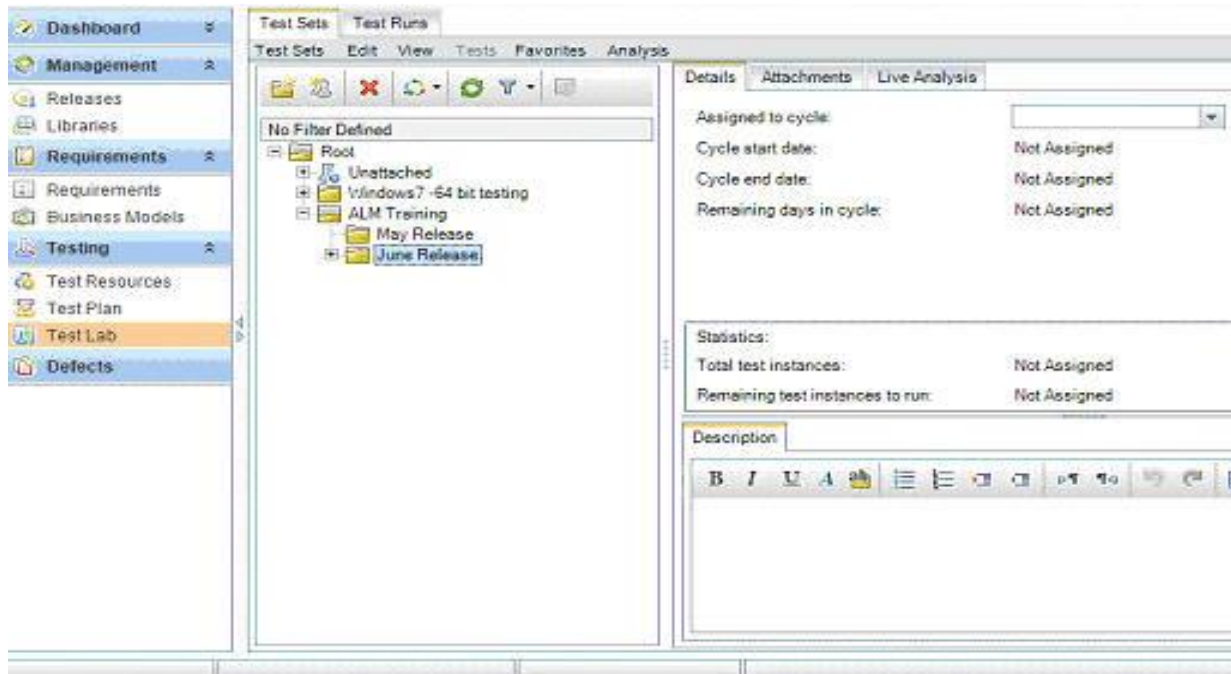 Dashboard
Management
Releases
Libraries
Requirements
Requirements
Business Models
Testing
Test Resources
Test Plan
Test Lab
Defects
Test Sets Test Runs
Test Sets Edit View Tests Favorites Analysis
No Filter Defined
Root
Unattached
Windows7 -64 bit testing
ALM Training
May Release
June Release
Details Attachments Live Analysis
Assigned to cycle:
Cycle start date: Not Assigned
Cycle end date: Not Assigned
Remaining days in cycle: Not Assigned
Statistics:
Total test instances: Not Assigned
Remaining test instances to run: Not Assigned
Description
B I U A ab